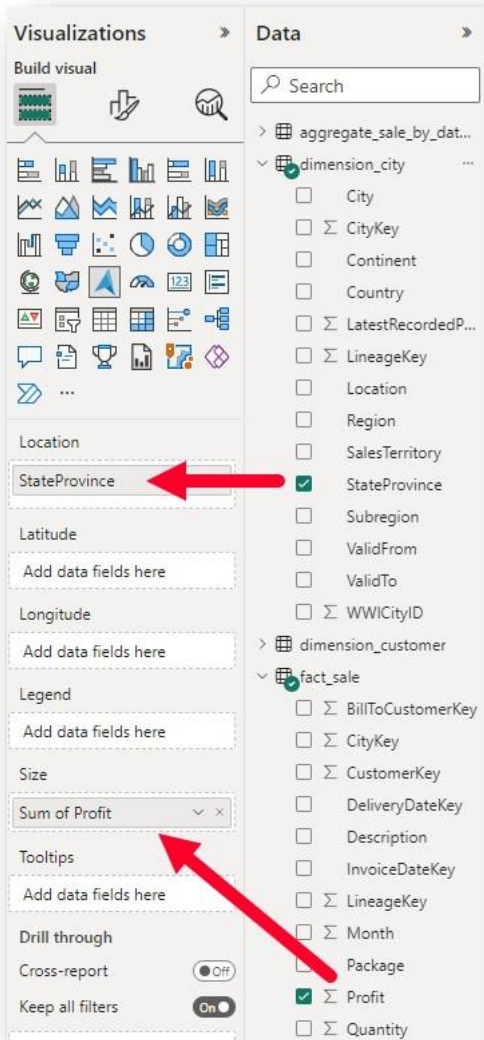 Visualizations
Build visual
123
Location
StateProvince
Latitude
Add data fields here
Longitude
Add data fields here
Legend
Add data fields here
Size
Sum of Profit
Tooltips
Add data fields here
Drill through
Cross-report
Off
Keep all filters
On
Data
Search
aggregate_sale_by_dat...
dimension_city
City
CityKey
Continent
Country
LatestRecordedP...
LineageKey
Location
Region
SalesTerritory
StateProvince
Subregion
ValidFrom
ValidTo
WWICityID
dimension_customer
fact_sale
BillToCustomerKey
CityKey
CustomerKey
DeliveryDateKey
Description
InvoiceDateKey
LineageKey
Month
Package
Profit
Quantity